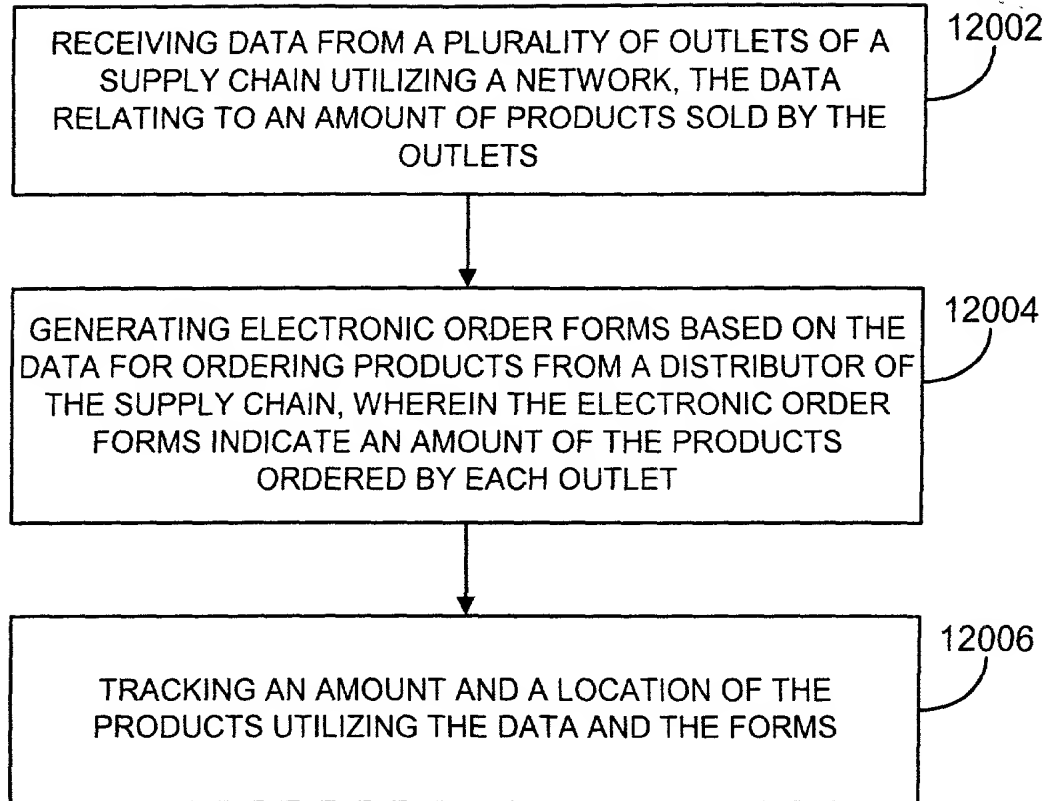 12002
RECEIVING DATA FROM A PLURALITY OF OUTLETS OF A
SUPPLY CHAIN UTILIZING A NETWORK, THE DATA
RELATING TO AN AMOUNT OF PRODUCTS SOLD BY THE
OUTLETS
12004
GENERATING ELECTRONIC ORDER FORMS BASED ON THE
DATA FOR ORDERING PRODUCTS FROM A DISTRIBUTOR OF
THE SUPPLY CHAIN, WHEREIN THE ELECTRONIC ORDER
FORMS INDICATE AN AMOUNT OF THE PRODUCTS
ORDERED BY EACH OUTLET
12006
TRACKING AN AMOUNT AND A LOCATION OF THE
PRODUCTS UTILIZING THE DATA AND THE FORMS